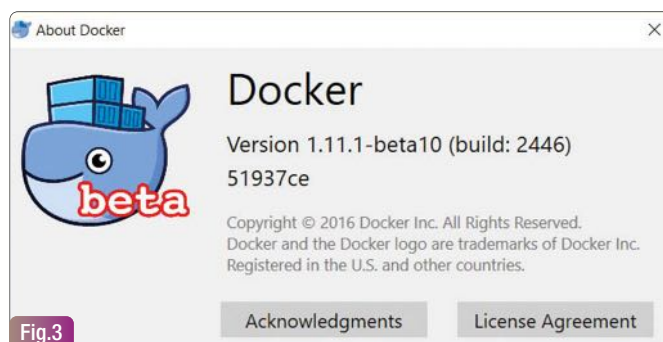 About Docker
Docker
Version 1.11.1-beta10 (build: 2446)
51937ce
beta
Copyright © 2016 Docker Inc. All Rights Reserved.
Docker and the Docker logo are trademarks of Docker Inc.
Registered in the U.S. and other countries.
Acknowledgments
License Agreement
Fig.3